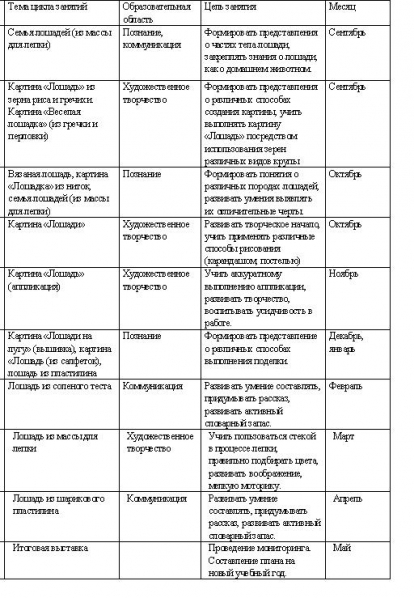 Тема цикла занятий
Образовательная
область
Цель занятия
Месяц
Семья лошадей (из массы
для лепки)
Познание,
коммуникация
Формировать представления
о частях тела лошади,
закреплять знания о лошади,
как о домашнем животном.
Сентябрь
Картина «Лошадь» из
зерна риса и гречки.
Картина «Веселая
лошадка» (из гречки и
перловки)
Художественное
творчество
Формировать представления
о различных способах
создания картины, учить
выполнять картину
«Лошадь» посредством
использования зерен
различных видов крупы
Сентябрь
Вязаная лошадь, картина
«Лошадка» из ниток,
семья лошадей (из массы
для лепки)
Познание
Формировать понятия о
различных породах лошадей,
развивать умения выявлять
их отличительные черты.
Октябрь
Картина «Лошади»
Художественное
творчество
Развивать творческое начало,
учить применять различные
способы рисования
(карандашом, постелью)
Октябрь
Картина «Лошадь»
(аппликация)
Художественное
творчество
Учить аккуратному
выполнению аппликации,
развивать творчество,
воспитывать усидчивость в
работе.
Ноябрь
Картина «Лошади на
лугу» (вышивка), картина
«Лошадь (из салфеток),
лошадь из пластилина
Познание
Формировать представление
о различных способах
выполнения поделки.
Декабрь,
январь
Лошадь из соленого теста
Коммуникация
Развивать умение составлять,
придумывать рассказ,
развивать активный
словарный запас.
Февраль
Лошадь из массы для
лепки
Художественное
творчество
Учить пользоваться стекой
в процессе лепки,
правильно подбирать цвета,
развивать воображение,
мелкую моторику.
Март
Лошадь из шарикового
пластилина
Коммуникация
Развивать умение
составлять, придумывать
рассказ, развивать активный
словарный запас.
Апрель
Итоговая выставка
Проведение мониторинга.
Составление плана на
новый учебный год.
Май